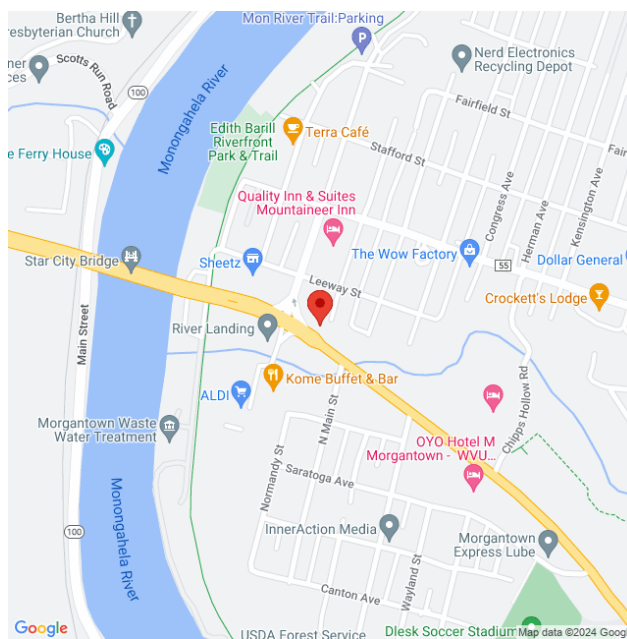 Bertha Hill
resbyterian Church
Mon River Trail:Parking
Scotts Run Road
100
Monongahela River
Nerd Electronics
Recycling Depot
Fairfield St
Edith Barill
Riverfront
Park & Trail
Terra Café
Stafford St
e Ferry House
Quality Inn & Suites
Mountaineer Inn
Congress Ave
Herman Ave
Kensington Ave
The Wow Factory
55
Dollar General
Star City Bridge
Sheetz
Leeway St
Crockett's Lodge
Main Street
River Landing
ALDI
Kome Buffet & Bar
Chipps Hollow Rd
N Main St
Morgantown Waste
Water Treatment
Normandy St
OYO Hotel M
Morgantown - WVU...
Saratoga Ave
100
Monongahela River
InnerAction Media
Wayland St
Morgantown
Express Lube
Canton Ave
USDA Forest Service
Dlesk Soccer Stadium
Google
Map data ©2024 Goog